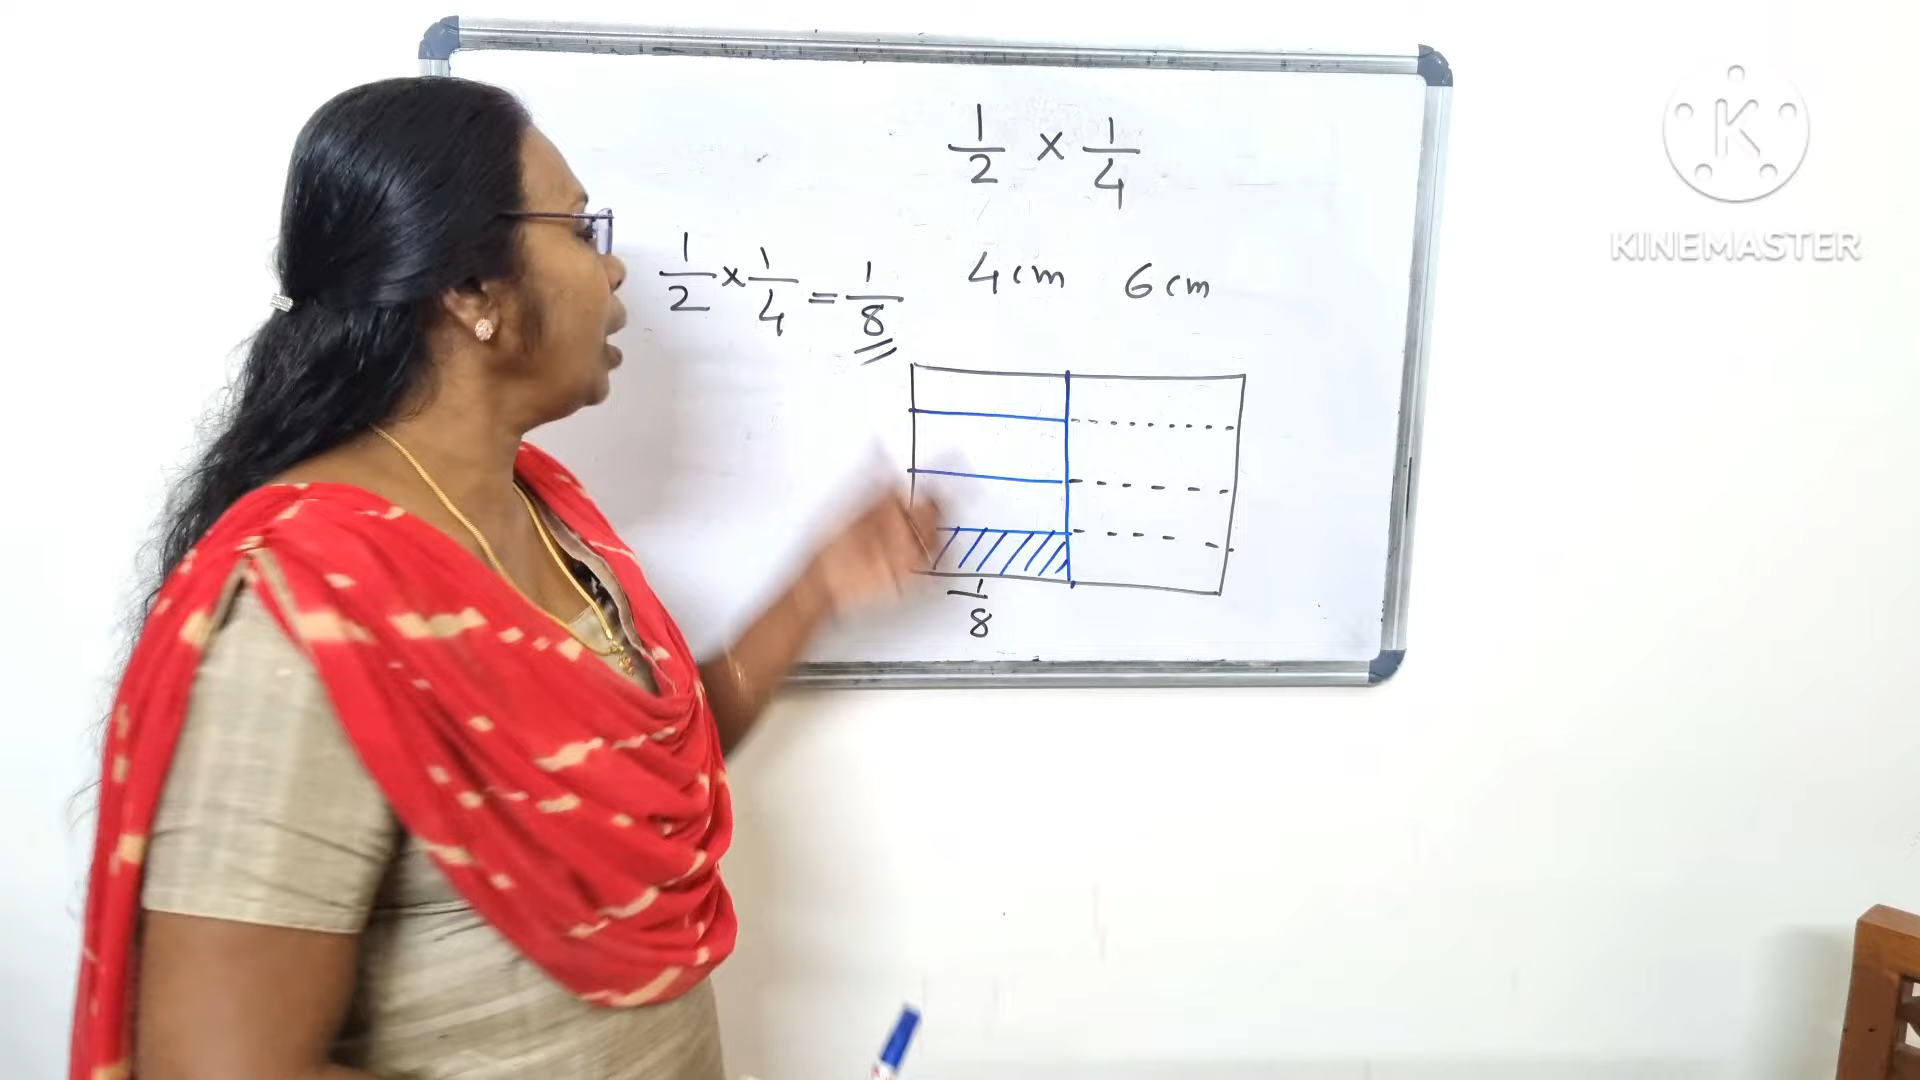 1/2 × 1/4
1/2 × 1/4 = 1/8
4cm 6cm
1/8
K
KINEMASTER